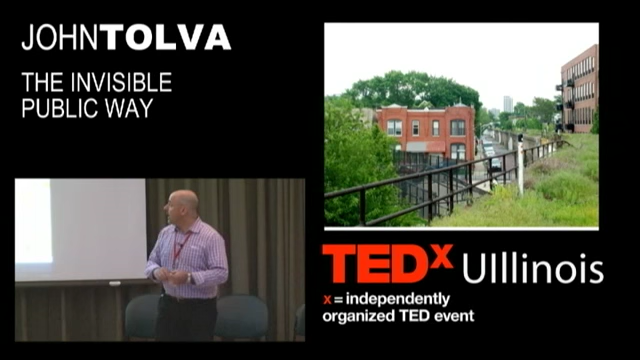 JOHNTOLVA
THE INVISIBLE
PUBLIC WAY
TEDx UIllinois
x = independently
organized TED event